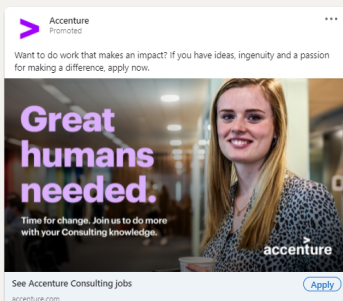 Accenture
Promoted
Want to do work that makes an impact? If you have ideas, ingenuity and a passion
for making a difference, apply now.
Great
humans
needed.
Time for change. Join us to do more
with your Consulting knowledge.
accenture
See Accenture Consulting jobs
Apply
accenture.com